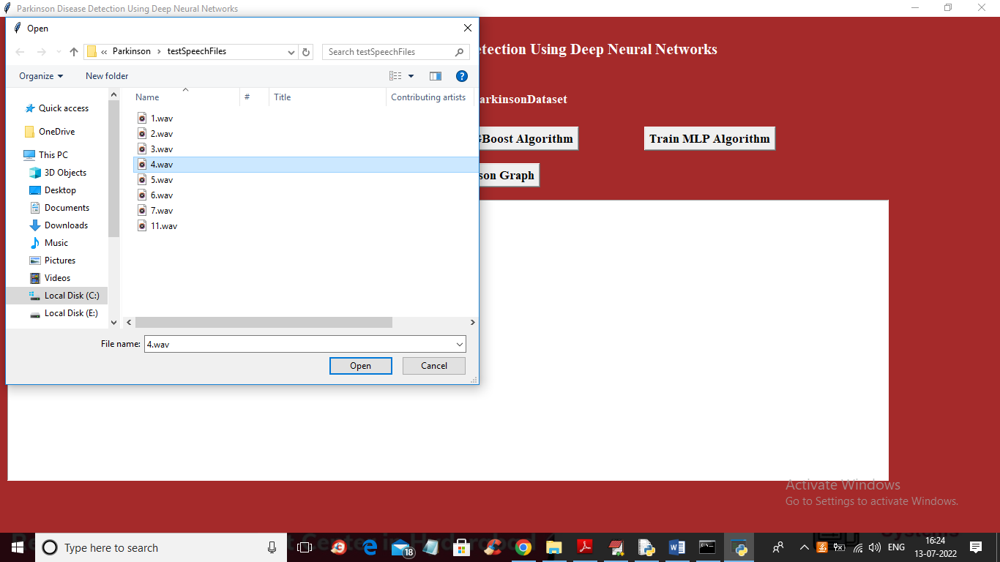 Parkinson Disease Detection Using Deep Neural Networks
Open
« Parkinson > testSpeechFiles
Search testSpeechFiles
etection Using Deep Neural Networks
Organize
New folder
Name
#
Title
Contributing artists
arkinsonDataset
Quick access
OneDrive
This PC
3D Objects
Desktop
Documents
Downloads
Music
Pictures
Videos
Local Disk (C:)
Local Disk (E:)
1.wav
2.wav
3.wav
4.wav
5.wav
6.wav
7.wav
11.wav
GBoost Algorithm
Train MLP Algorithm
son Graph
File name:
4.wav
Open
Cancel
Activate Windows
Go to Settings to activate Windows.
Type here to search
18
ENG
16:24
13-07-2022